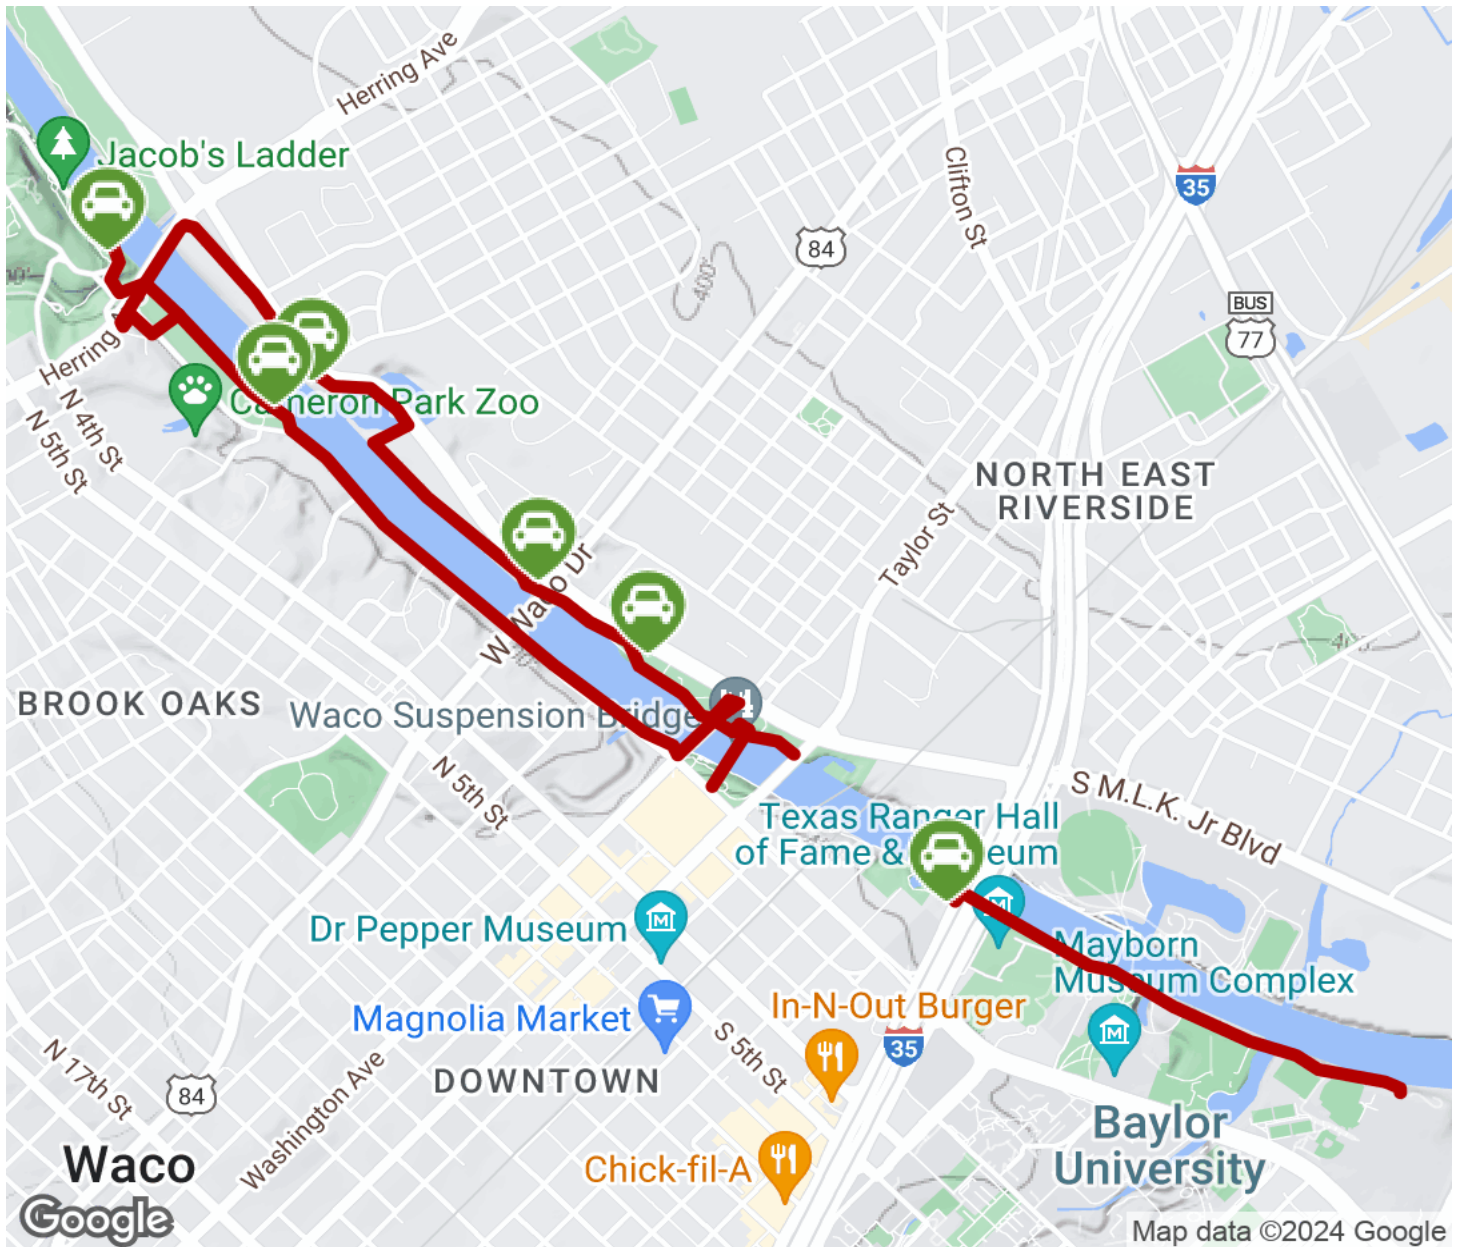 Herring Ave
Jacob's Ladder
Clifton St
35
84
400'
BUS
77
Herring A
Cameron Park Zoo
N 4th St
N 5th St
NORTH EAST
RIVERSIDE
Taylor St
W Waco Dr
400'
BROOK OAKS
Waco Suspension Bridge
N 5th St
S M.L.K. Jr Blvd
Texas Ranger Hall
of Fame & eum
Dr Pepper Museum
Mayborn
Museum Complex
Magnolia Market
In-N-Out Burger
S 5th St
35
N 17th St
84
DOWNTOWN
Washington Ave
Baylor
University
Waco
Chick-fil-A
Google
Map data ©2024 Google